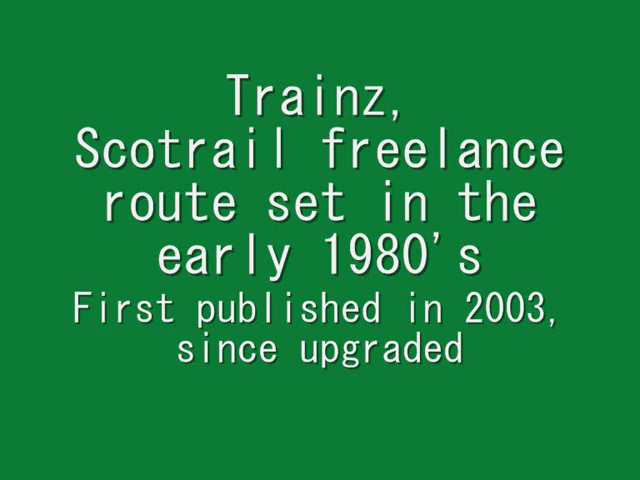 Trainz,
Scotrail freelance
route set in the
early 1980's
First published in 2003,
since upgraded